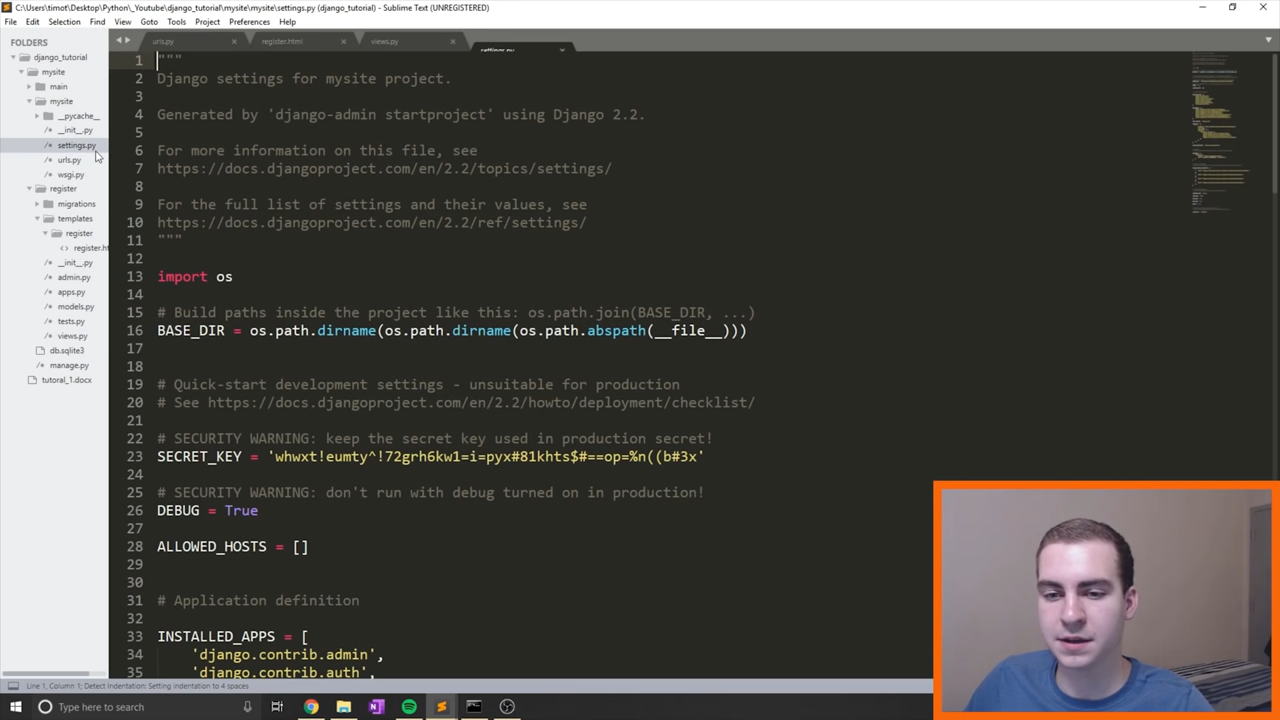 C:\Users\timot\Desktop\Python\_Youtube\django_tutorial\mysite\mysite\settings.py (django_tutorial) - Sublime Text (UNREGISTERED)
File Edit Selection Find View Goto Tools Project Preferences Help
FOLDERS
django_tutorial
mysite
main
mysite
__pycache__
__init__.py
settings.py
urls.py
wsgi.py
register
migrations
templates
register
register.ht
__init__.py
admin.py
apps.py
models.py
tests.py
views.py
db.sqlite3
manage.py
tutoral_1.docx
urls.py register.html views.py settings.py
1 """
2 Django settings for mysite project.
3
4 Generated by 'django-admin startproject' using Django 2.2.
5
6 For more information on this file, see
7 https://docs.djangoproject.com/en/2.2/topics/settings/
8
9 For the full list of settings and their values, see
10 https://docs.djangoproject.com/en/2.2/ref/settings/
11 """
12
13 import os
14
15 # Build paths inside the project like this: os.path.join(BASE_DIR, ...)
16 BASE_DIR = os.path.dirname(os.path.dirname(os.path.abspath(__file__)))
17
18
19 # Quick-start development settings - unsuitable for production
20 # See https://docs.djangoproject.com/en/2.2/howto/deployment/checklist/
21
22 # SECURITY WARNING: keep the secret key used in production secret!
23 SECRET_KEY = 'whwxt!eumty^!72grh6kw1=i=pyx#81khts$#==op=%n((b#3x'
24
25 # SECURITY WARNING: don't run with debug turned on in production!
26 DEBUG = True
27
28 ALLOWED_HOSTS = []
29
30
31 # Application definition
32
33 INSTALLED_APPS = [
34 'django.contrib.admin',
35 'django.contrib.auth',
Line 1, Column 1; Detect Indentation: Setting indentation to 4 spaces
Type here to search